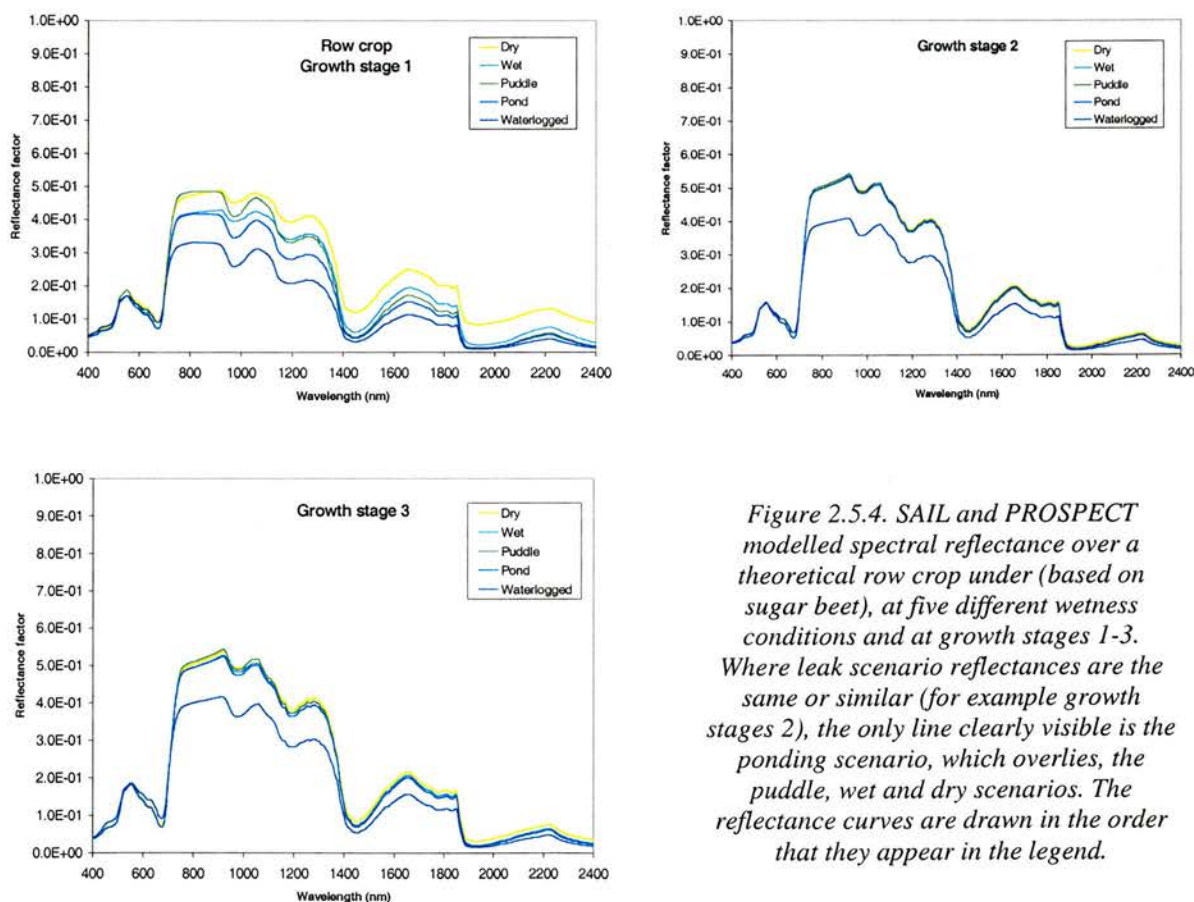 Row crop
Growth stage 1
1.0E+00
9.0E-01
8.0E-01
7.0E-01
6.0E-01
5.0E-01
4.0E-01
3.0E-01
2.0E-01
1.0E-01
0.0E+00
Reflectance factor
400 600 800 1000 1200 1400 1600 1800 2000 2200 2400
Wavelength (nm)
Dry
Wet
Puddle
Pond
Waterlogged
Growth stage 2
1.0E+00
9.0E-01
8.0E-01
7.0E-01
6.0E-01
5.0E-01
4.0E-01
3.0E-01
2.0E-01
1.0E-01
0.0E+00
Reflectance factor
400 600 800 1000 1200 1400 1600 1800 2000 2200 2400
Wavelength (nm)
Dry
Wet
Puddle
Pond
Waterlogged
Growth stage 3
1.0E+00
9.0E-01
8.0E-01
7.0E-01
6.0E-01
5.0E-01
4.0E-01
3.0E-01
2.0E-01
1.0E-01
0.0E+00
Reflectance factor
400 600 800 1000 1200 1400 1600 1800 2000 2200 2400
Wavelength (nm)
Dry
Wet
Puddle
Pond
Waterlogged
Figure 2.5.4. SAIL and PROSPECT
modelled spectral reflectance over a
theoretical row crop under (based on
sugar beet), at five different wetness
conditions and at growth stages 1-3.
Where leak scenario reflectances are the
same or similar (for example growth
stages 2), the only line clearly visible is the
ponding scenario, which overlies, the
puddle, wet and dry scenarios. The
reflectance curves are drawn in the order
that they appear in the legend.